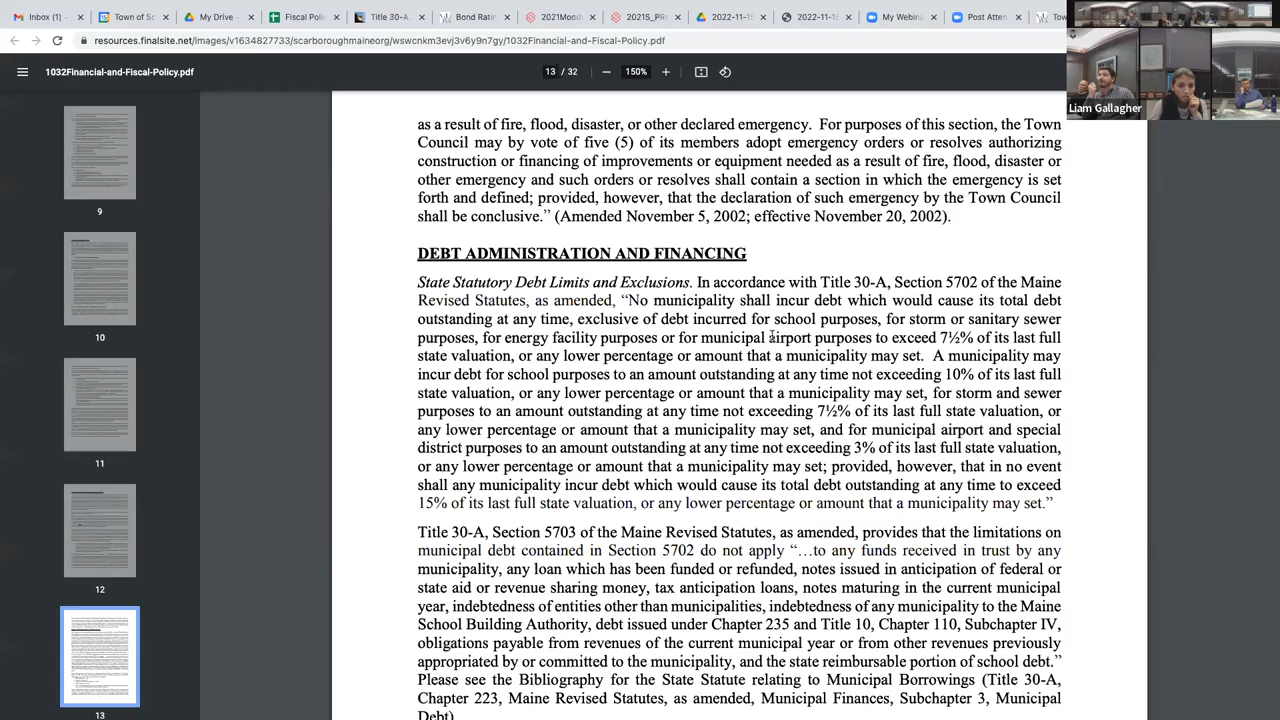 Inbox (1)
Town of Sc
My Drive -
Fiscal Poli
Title 30-A
Bond Ratin
2021Mood
2021S_PRe
2022-11-15
2022-11-15
My Webina
Post Atten
Tow
resources.finalsite.net/images/v1634827733/scarboroughmaineorg/wswcnkm3vvj3v6y9n7gy/1032Financial-and-Fiscal-Policy.pdf
1032Financial-and-Fiscal-Policy.pdf
13 / 32
150%
Liam Gallagher
9
10
11
12
13
as a result of fire, flood, disaster, or other declared emergency. For purposes of this section, the Town
Council may by vote of five (5) of its members adopt emergency orders or resolves authorizing
construction or financing of improvements or equipment needed as a result of fire, flood, disaster or
other emergency and such orders or resolves shall contain a section in which the emergency is set
forth and defined; provided, however, that the declaration of such emergency by the Town Council
shall be conclusive.” (Amended November 5, 2002; effective November 20, 2002).
DEBT ADMINISTRATION AND FINANCING
State Statutory Debt Limits and Exclusions. In accordance with Title 30-A, Section 5702 of the Maine
Revised Statutes, as amended, “No municipality shall incur debt which would cause its total debt
outstanding at any time, exclusive of debt incurred for school purposes, for storm or sanitary sewer
purposes, for energy facility purposes or for municipal airport purposes to exceed 7½% of its last full
state valuation, or any lower percentage or amount that a municipality may set. A municipality may
incur debt for school purposes to an amount outstanding at any time not exceeding 10% of its last full
state valuation, or any lower percentage or amount that a municipality may set, for storm and sewer
purposes to anamount outstanding at any time not exceeding 7½% of its last full state valuation, or
any lower percentage or amount that a municipality may set, and for municipal airport and special
district purposes to an amount outstanding at any time not exceeding 3% of its last full state valuation,
or any lower percentage or amount that a municipality may set; provided, however, that in no event
shall any municipality incur debt which would cause its total debt outstanding at any time to exceed
15% of its last full state valuation, or any lower percentage or amount that a municipality may set.”
Title 30-A, Section 5703 of the Maine Revised Statutes, as amended, provides that the limitations on
municipal debt contained in Section 5702 do not apply “… to any funds received in trust by any
municipality, any loan which has been funded or refunded, notes issued in anticipation of federal or
state aid or revenue sharing money, tax anticipation loans, notes maturing in the current municipal
year, indebtedness of entities other than municipalities, indebtedness of any municipality to the Maine
School Building Authority, debt issued under Chapter 235 and Title 10, Chapter 110, Subchapter IV,
obligations payable from revenues of the current municipal year or from other revenues previously
appropriated by or committed to the municipality, and the state reimbursable portion of school debt.”
Please see the Bibliography for the State Statute relating to Municipal Borrowings (Title 30-A,
Chapter 223, Maine Revised Statutes, as amended, Municipal Finances, Subchapter 3, Municipal
Debt).